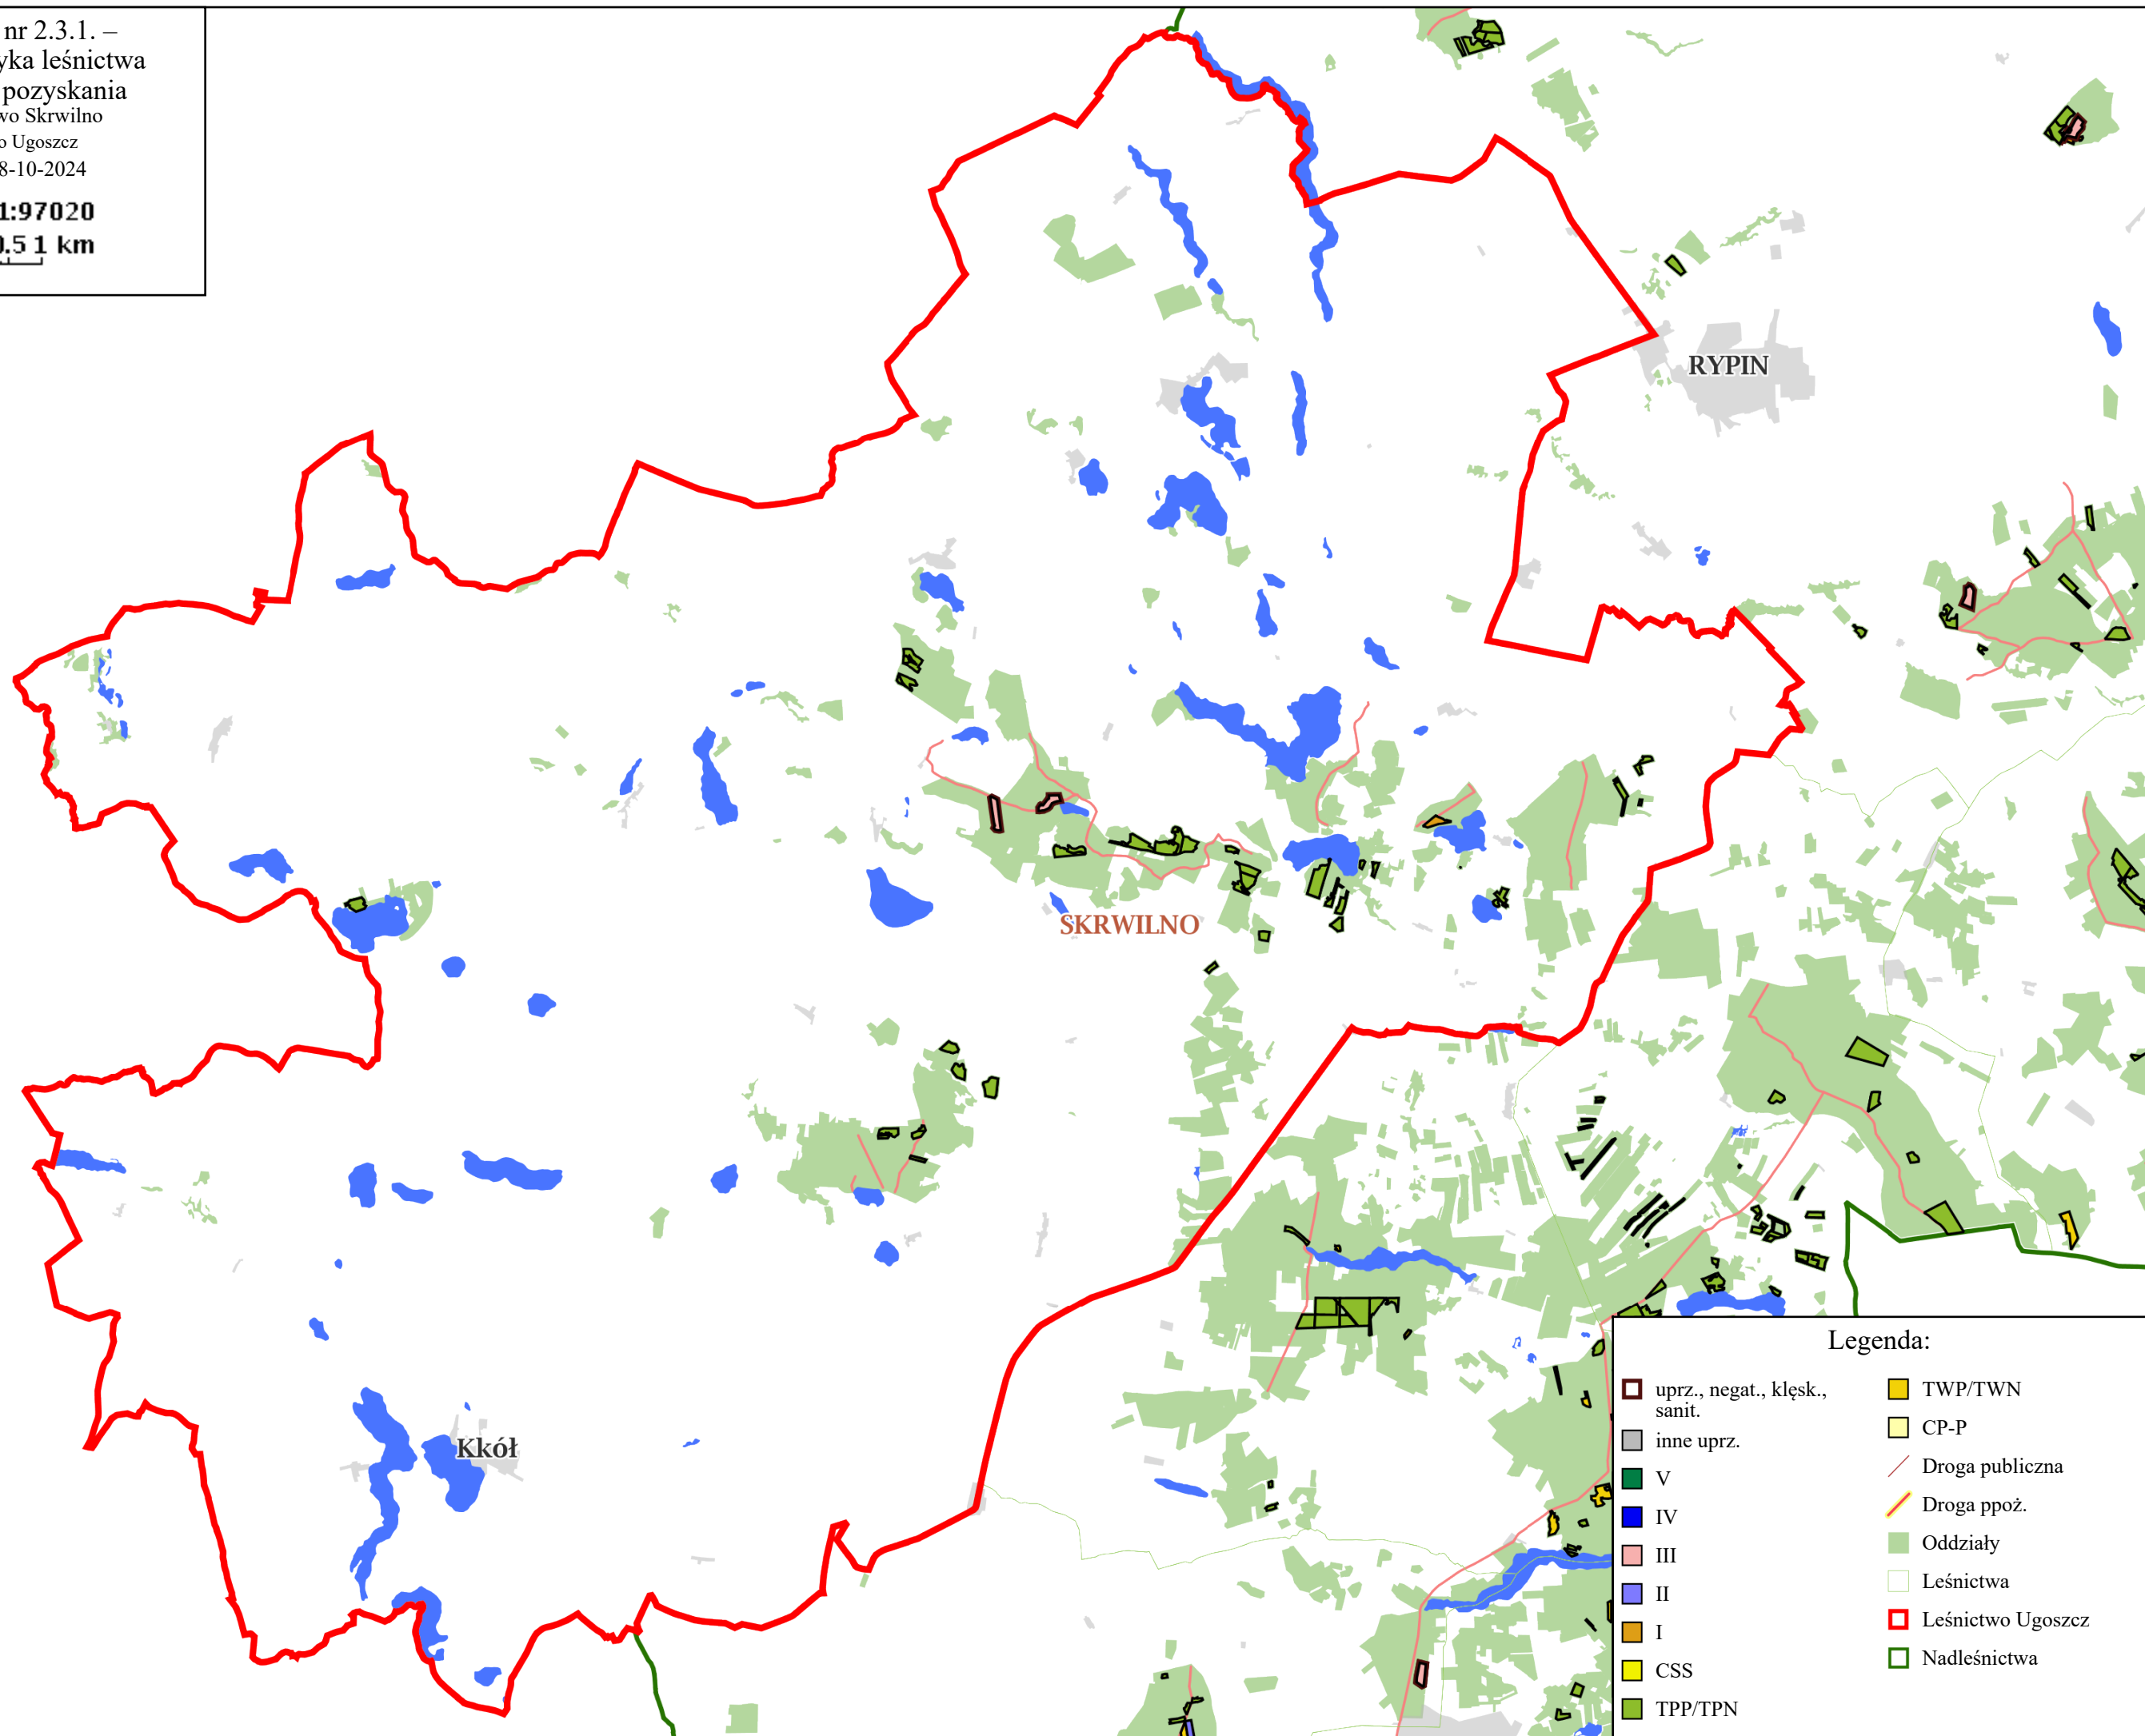 nr 2.3.1. –
leśnictwa
pozyskania
Skrwilno
Ugoszcz
8-10-2024
1:97020
0.5 1 km
RYPIN
SKRWILNO
Kkół
Legenda:
uprz., negat., klęsk.,
sanit.
inne uprz.
V
IV
III
II
I
CSS
TPP/TPN
TWP/TWN
CP-P
Droga publiczna
Droga ppoż.
Oddziały
Leśnictwa
Leśnictwo Ugoszcz
Nadleśnictwa